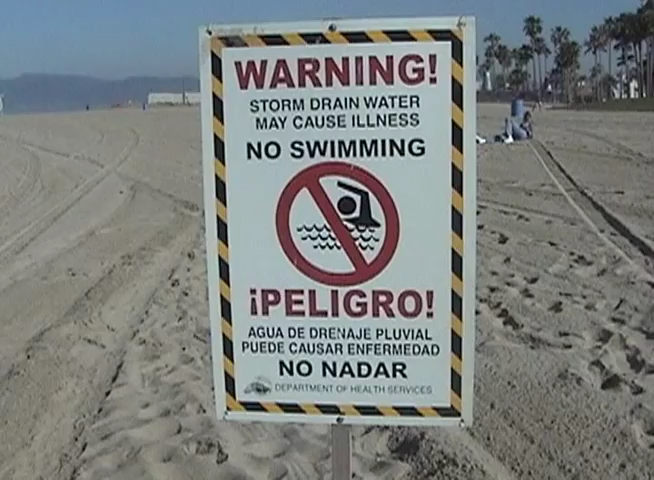 WARNING!
STORM DRAIN WATER
MAY CAUSE ILLNESS
NO SWIMMING
¡PELIGRO!
AGUA DE DRENAJE PLUVIAL
PUEDE CAUSAR ENFERMEDAD
NO NADAR
DEPARTMENT OF HEALTH SERVICES